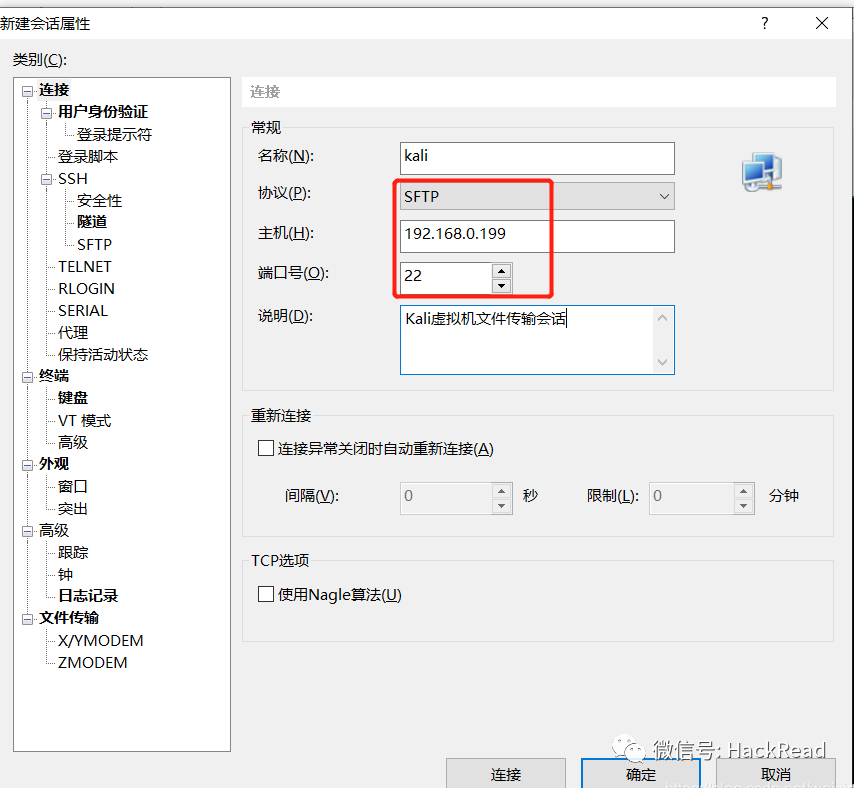 新建会话属性
?
类别(C):
连接
用户身份验证
登录提示符
登录脚本
SSH
安全性
隧道
SFTP
TELNET
RLOGIN
SERIAL
代理
保持活动状态
终端
键盘
VT 模式
高级
外观
窗口
突出
高级
跟踪
钟
日志记录
文件传输
X/YMODEM
ZMODEM
连接
常规
名称(N): kali
协议(P): SFTP
主机(H): 192.168.0.199
端口号(O): 22
说明(D): Kali虚拟机文件传输会话
重新连接
连接异常关闭时自动重新连接(A)
间隔(V): 0 秒 限制(L): 0 分钟
TCP选项
使用Nagle算法(U)
微信号: HackRead
连接 确定 取消